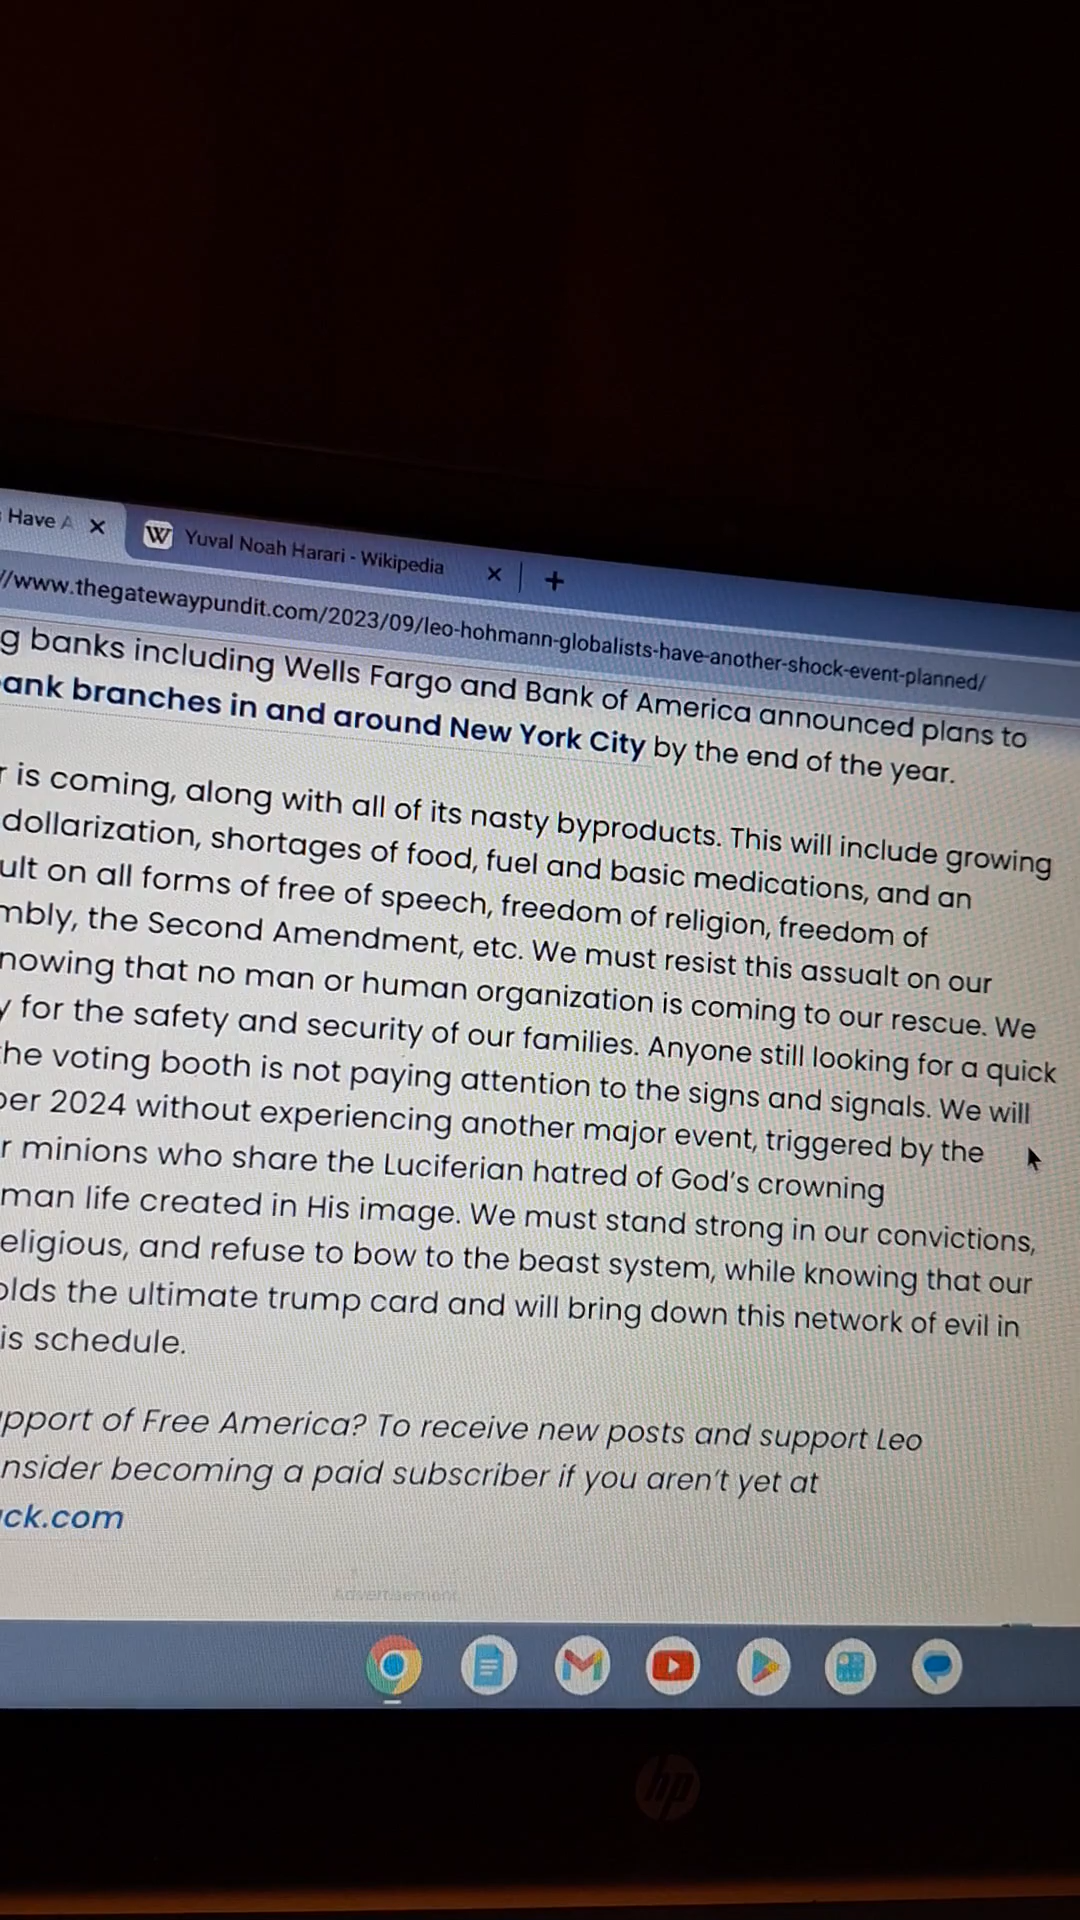 Have A
Yuval Noah Harari - Wikipedia
//www.thegatewaypundit.com/2023/09/leo-hohmann-globalists-have-another-shock-event-planned/
g banks including Wells Fargo and Bank of America announced plans to
ank branches in and around New York City by the end of the year.
r is coming, along with all of its nasty byproducts. This will include growing
dollarization, shortages of food, fuel and basic medications, and an
ult on all forms of free of speech, freedom of religion, freedom of
mbly, the Second Amendment, etc. We must resist this assualt on our
nowing that no man or human organization is coming to our rescue. We
y for the safety and security of our families. Anyone still looking for a quick
he voting booth is not paying attention to the signs and signals. We will
ber 2024 without experiencing another major event, triggered by the
r minions who share the Luciferian hatred of God's crowning
man life created in His image. We must stand strong in our convictions,
eligious, and refuse to bow to the beast system, while knowing that our
olds the ultimate trump card and will bring down this network of evil in
is schedule.
pport of Free America? To receive new posts and support Leo
nsider becoming a paid subscriber if you aren't yet at
ck.com
Advertisement
hp